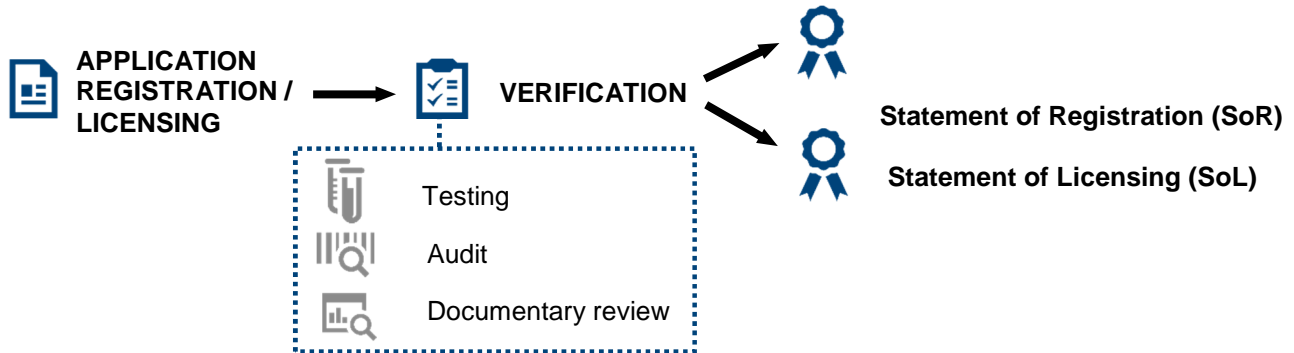 APPLICATION
REGISTRATION /
LICENSING
VERIFICATION
Statement of Registration (SoR)
Statement of Licensing (SoL)
Testing
Audit
Documentary review